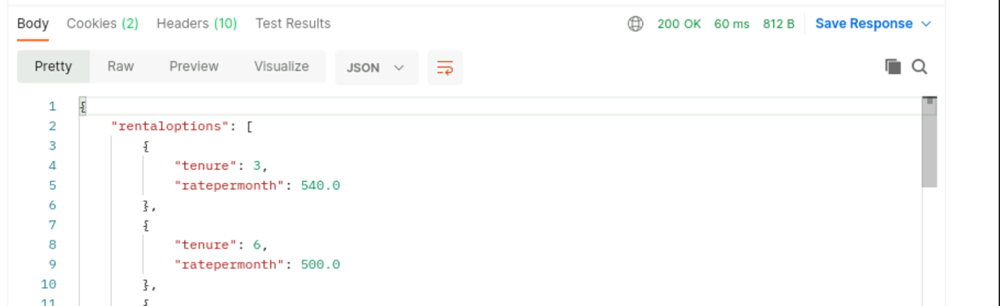 Body Cookies (2) Headers (10) Test Results 200 OK 60 ms 812 B Save Response
Pretty Raw Preview Visualize JSON
1 {
2 "rentaloptions": [
3 {
4 "tenure": 3,
5 "ratepermonth": 540.0
6 },
7 {
8 "tenure": 6,
9 "ratepermonth": 500.0
10 },
11 {